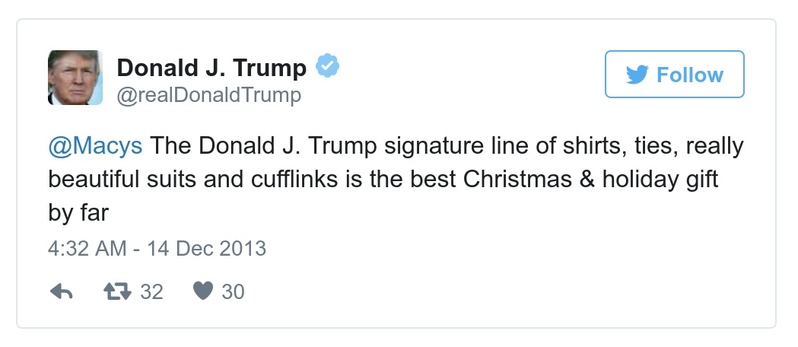 Donald J. Trump
@realDonaldTrump
Follow
@Macys The Donald J. Trump signature line of shirts, ties, really
beautiful suits and cufflinks is the best Christmas & holiday gift
by far
4:32 AM - 14 Dec 2013
32 30